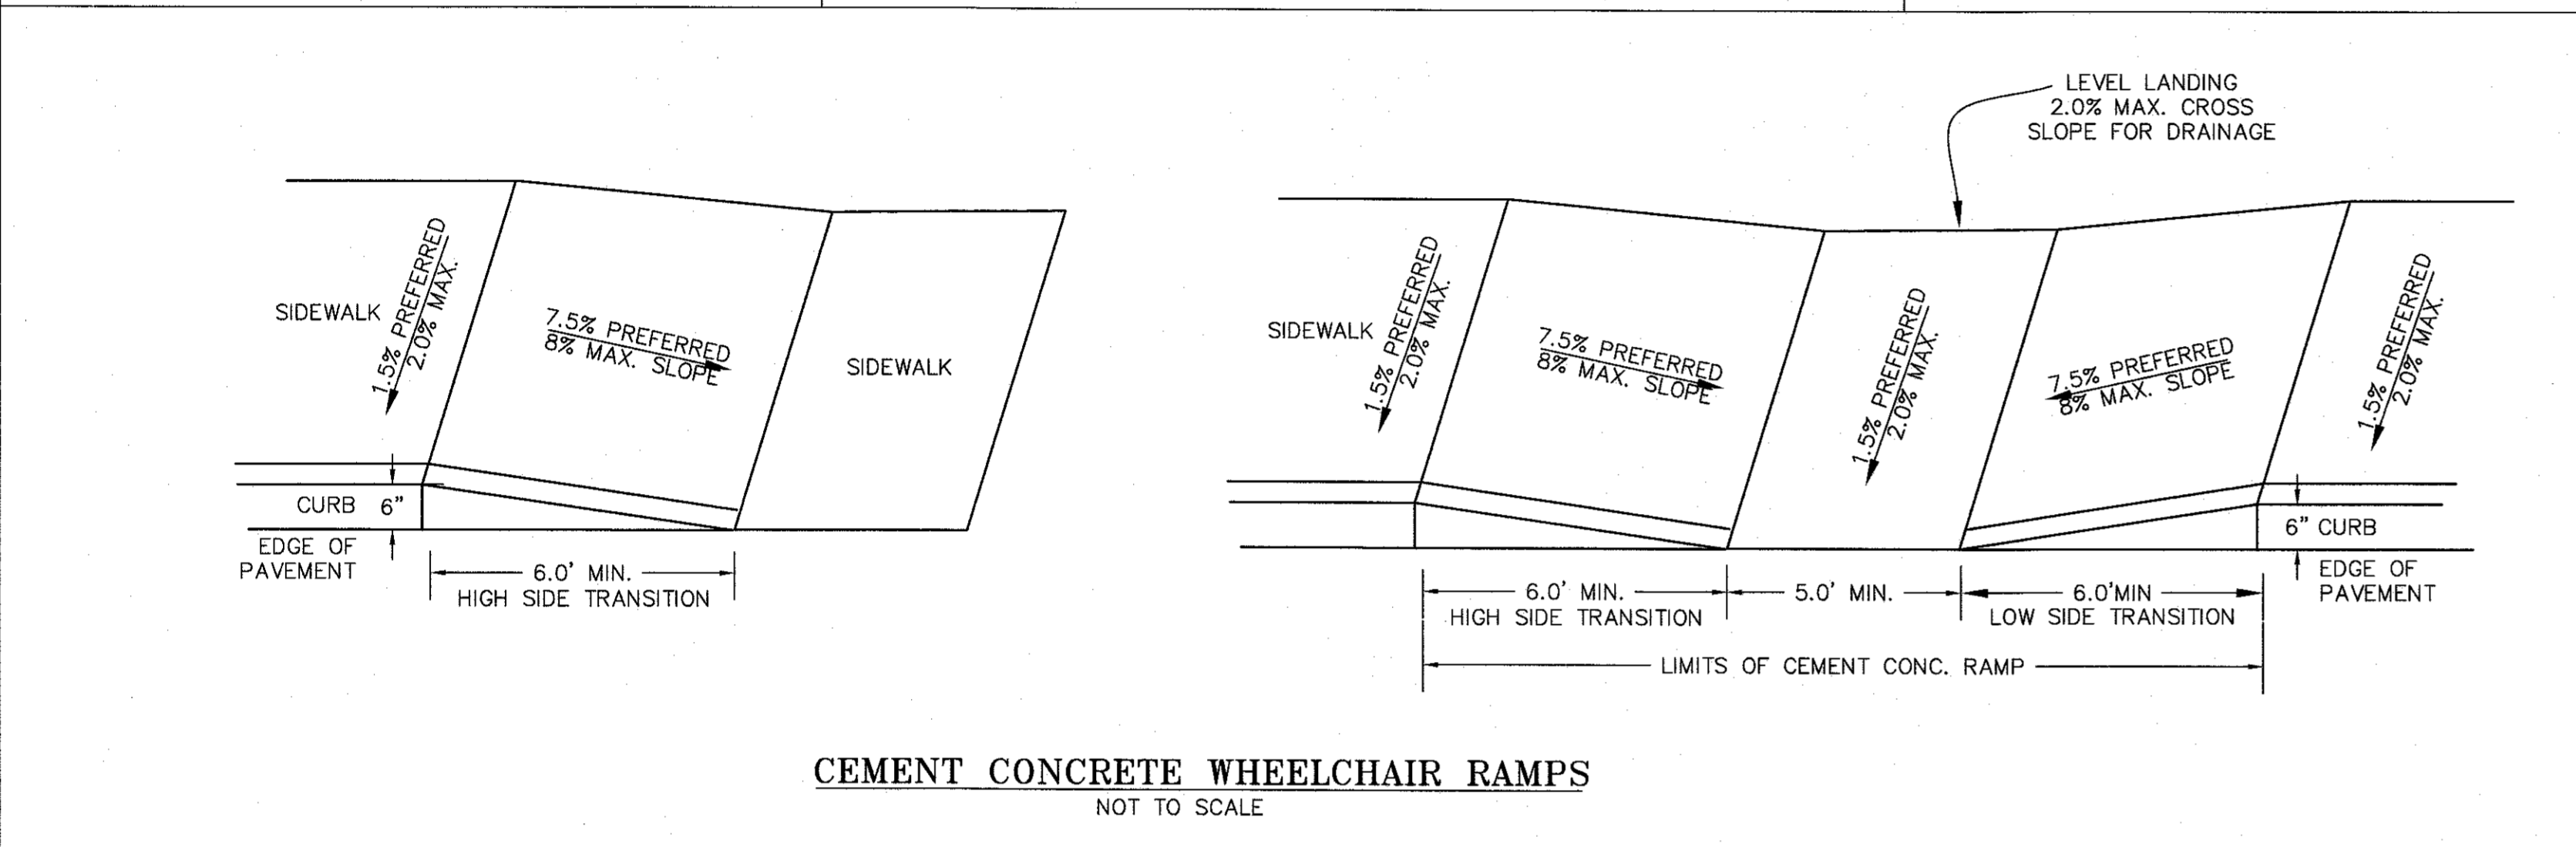 LEVEL LANDING
2.0% MAX. CROSS
SLOPE FOR DRAINAGE
SIDEWALK
1.5% PREFERRED
2.0% MAX.
7.5% PREFERRED
8% MAX. SLOPE
SIDEWALK
CURB 6"
EDGE OF
PAVEMENT
6.0' MIN.
HIGH SIDE TRANSITION
SIDEWALK
1.5% PREFERRED
2.0% MAX.
7.5% PREFERRED
8% MAX. SLOPE
1.5% PREFERRED
2.0% MAX.
7.5% PREFERRED
8% MAX. SLOPE
1.5% PREFERRED
2.0% MAX.
6" CURB
EDGE OF
PAVEMENT
6.0' MIN.
HIGH SIDE TRANSITION
5.0' MIN.
6.0'MIN
LOW SIDE TRANSITION
LIMITS OF CEMENT CONC. RAMP
CEMENT CONCRETE WHEELCHAIR RAMPS
NOT TO SCALE